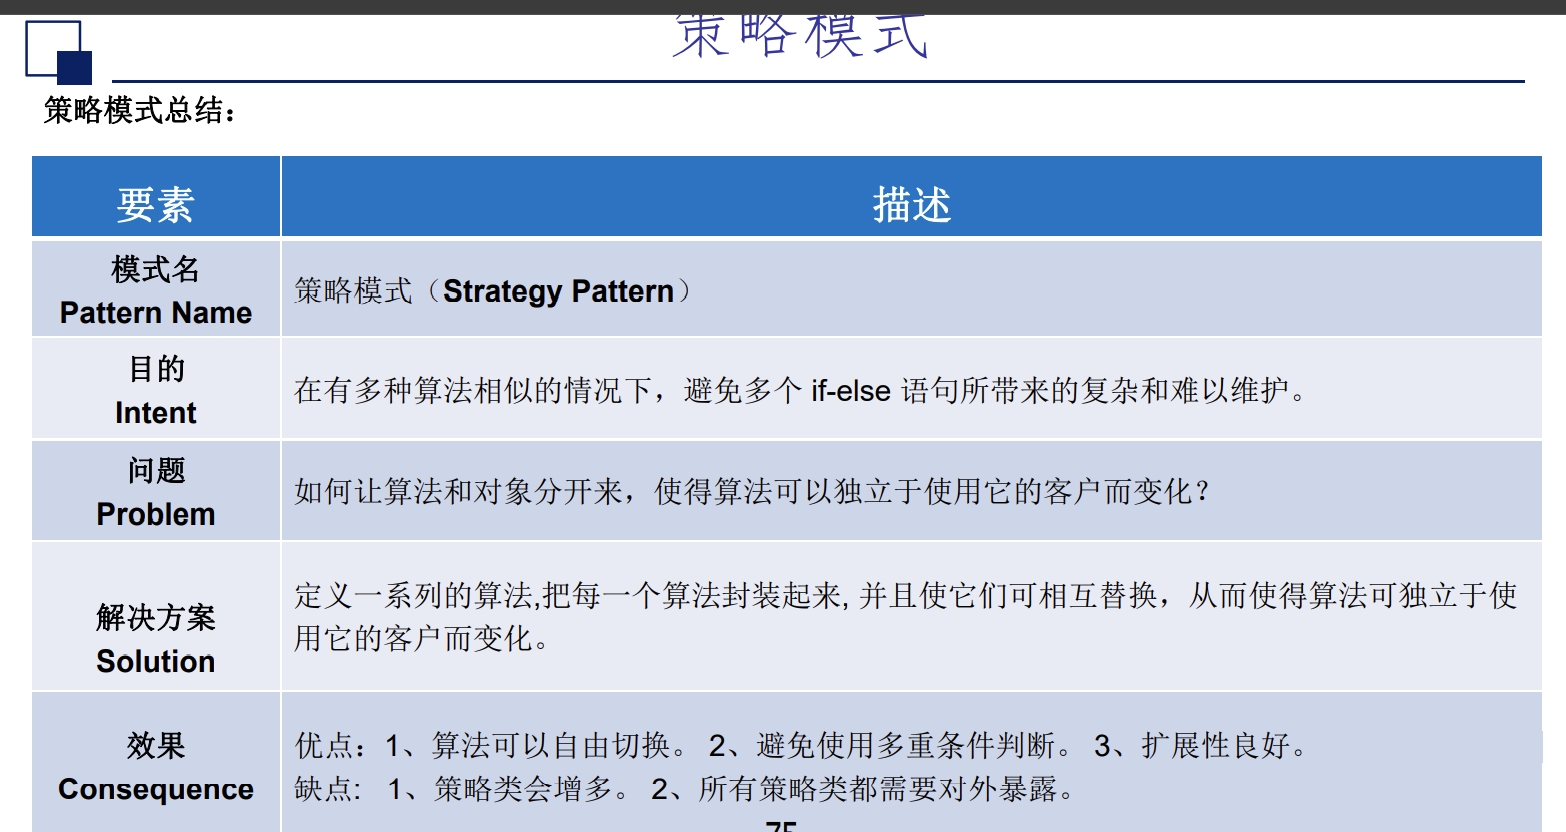 策略模式
策略模式总结：
要素
描述
模式名
Pattern Name
策略模式（Strategy Pattern）
目的
Intent
在有多种算法相似的情况下，避免多个 if-else 语句所带来的复杂和难以维护。
问题
Problem
如何让算法和对象分开来，使得算法可以独立于使用它的客户而变化？
解决方案
Solution
定义一系列的算法,把每一个算法封装起来, 并且使它们可相互替换，从而使得算法可独立于使
用它的客户而变化。
效果
Consequence
优点：1、算法可以自由切换。 2、避免使用多重条件判断。 3、扩展性良好。
缺点： 1、策略类会增多。 2、所有策略类都需要对外暴露。
75